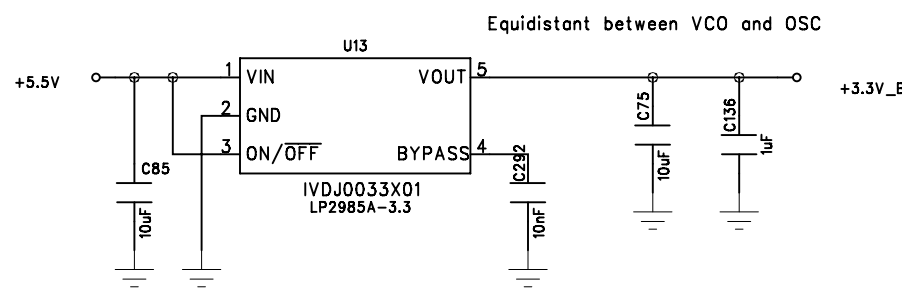 Equidistant between VCO and OSC
U13
+5.5V
1 VIN
VOUT 5
+3.3V_E
2 GND
3 ON/OFF
BYPASS 4
C85
10uF
C292
10nF
C75
10uF
C136
1uF
IVDJ0033X01
LP2985A-3.3